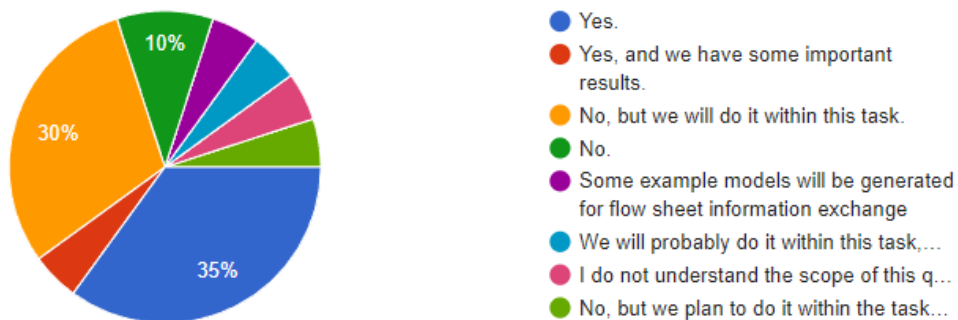 10%
30%
35%
Yes.
Yes, and we have some important
results.
No, but we will do it within this task.
No.
Some example models will be generated
for flow sheet information exchange
We will probably do it within this task,...
I do not understand the scope of this q...
No, but we plan to do it within the task...